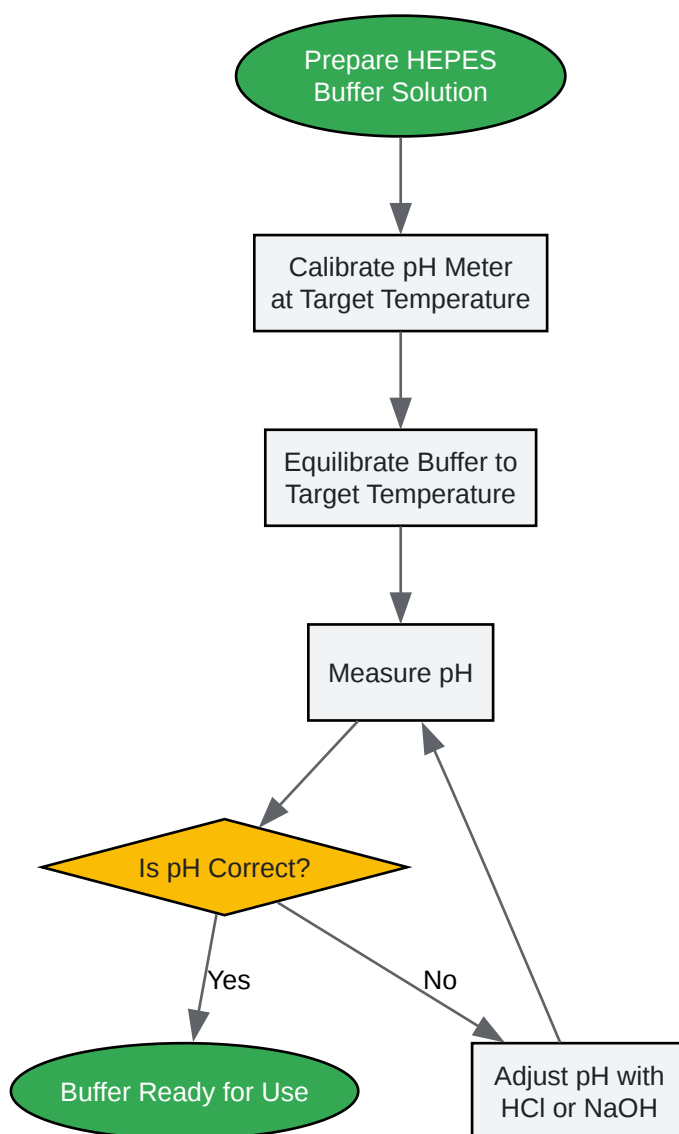 Prepare HEPES
Buffer Solution
Calibrate pH Meter
at Target Temperature
Equilibrate Buffer to
Target Temperature
Measure pH
Is pH Correct?
Yes
No
Buffer Ready for Use
Adjust pH with
HCl or NaOH